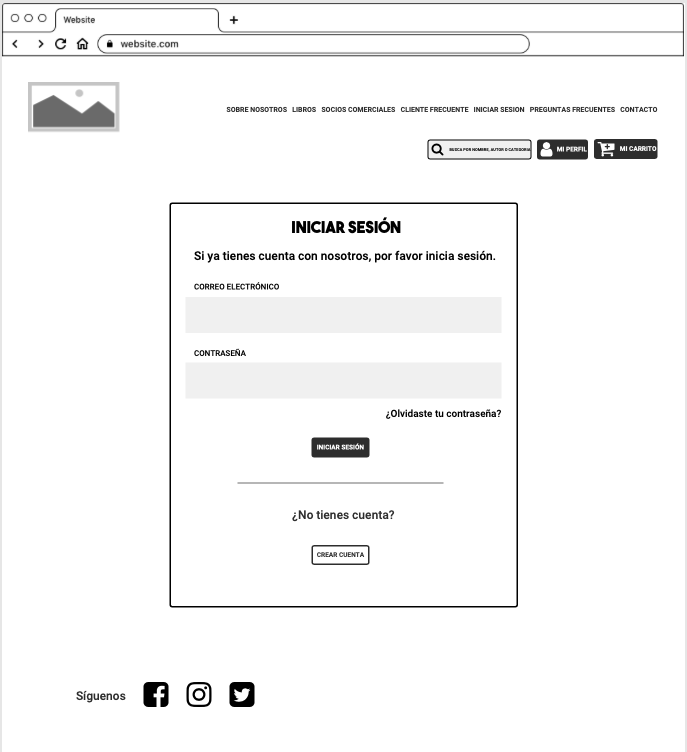 Website
website.com
SOBRE NOSOTROS LIBROS SOCIOS COMERCIALES CLIENTE FRECUENTE INICIAR SESION PREGUNTAS FRECUENTES CONTACTO
BUSCA POR NOMBRE, AUTOR O CATEGORIA MI PERFIL MI CARRITO
INICIAR SESIÓN
Si ya tienes cuenta con nosotros, por favor inicia sesión.
CORREO ELECTRÓNICO
CONTRASEÑA
¿Olvidaste tu contraseña?
INICIAR SESIÓN
¿No tienes cuenta?
CREAR CUENTA
Síguenos